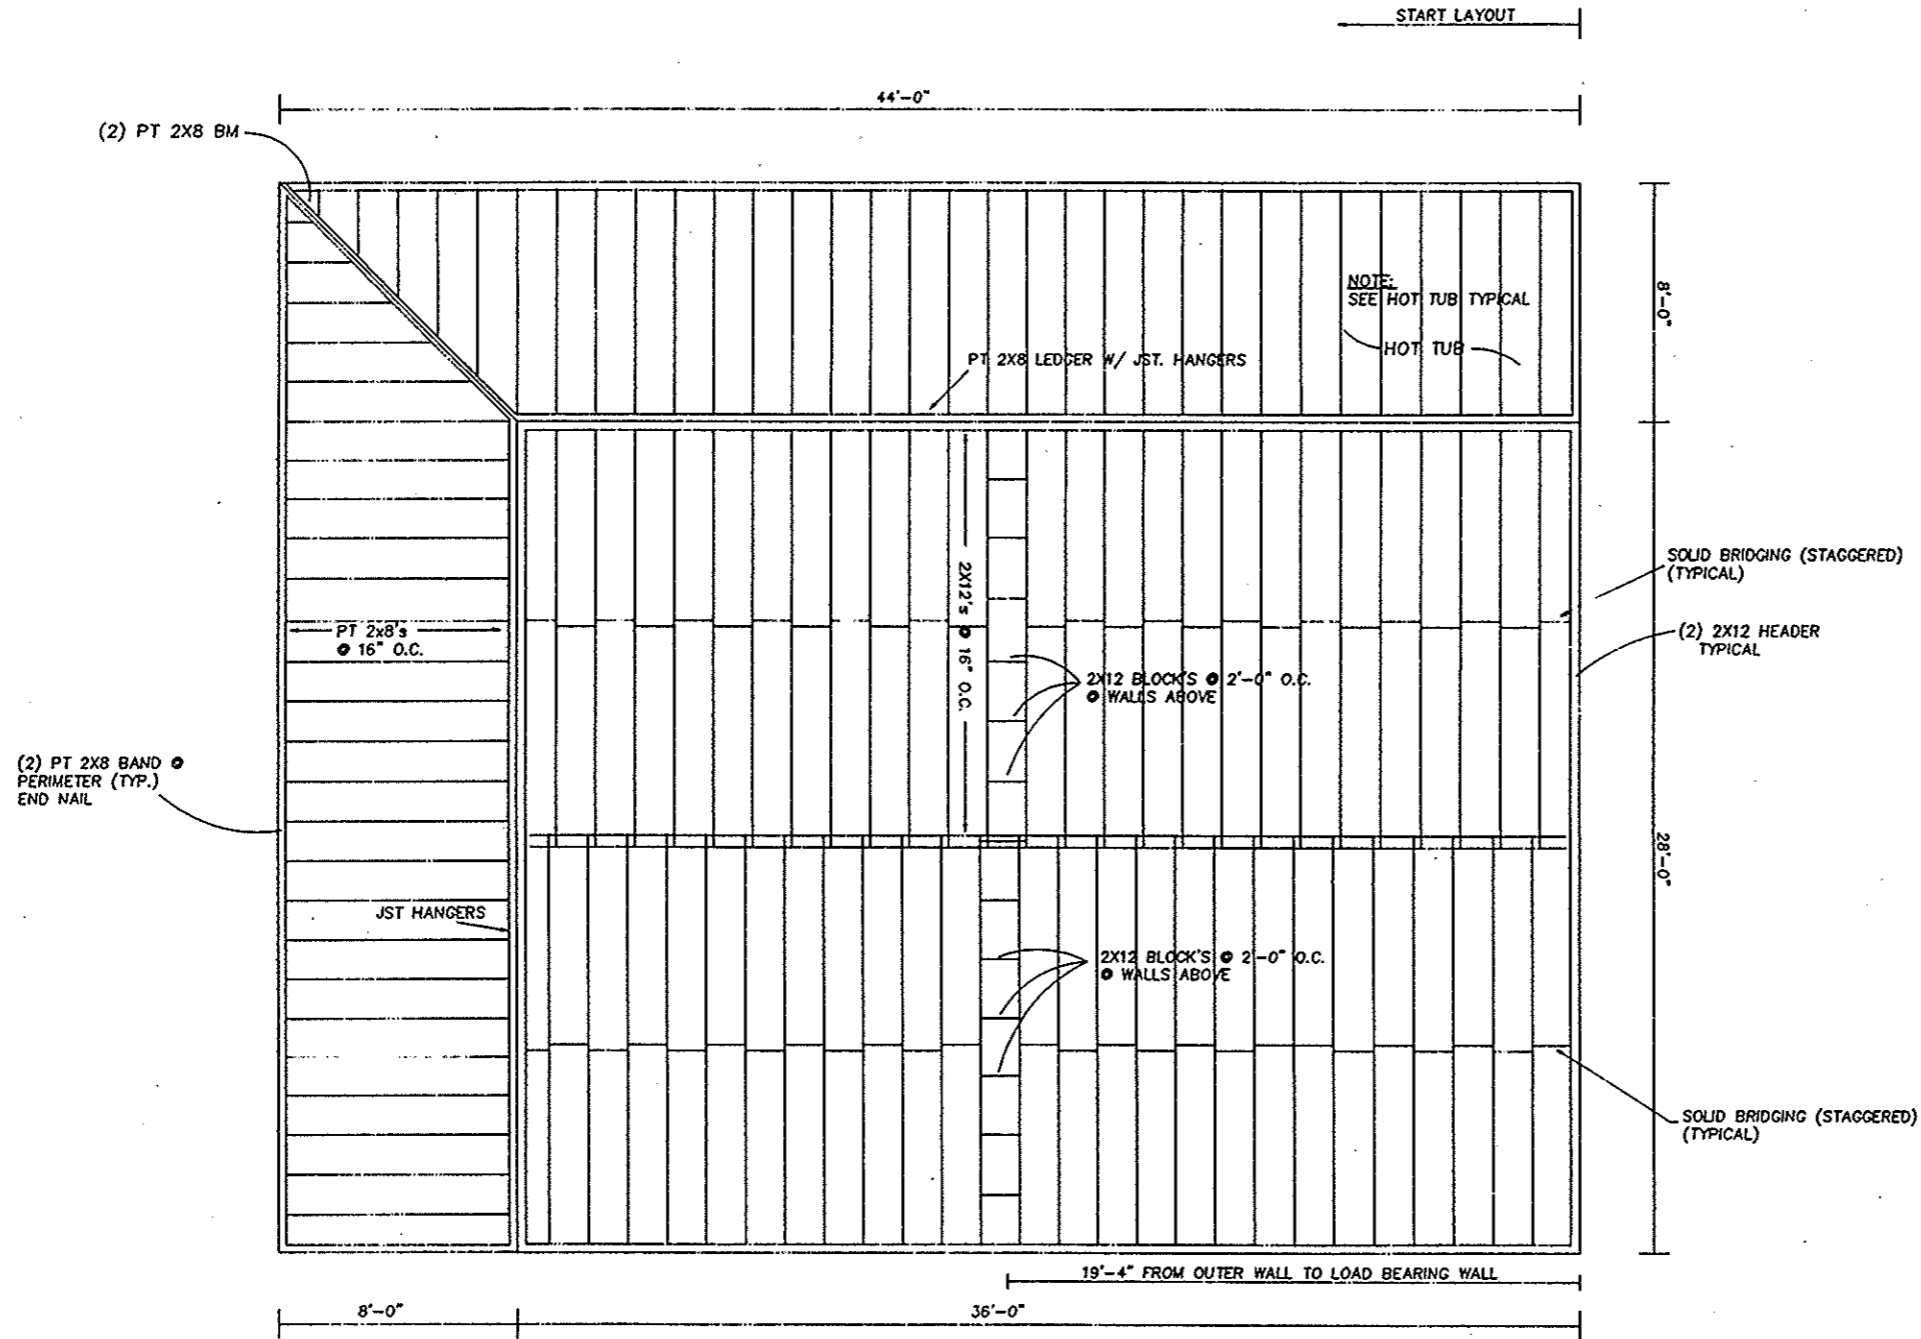 START LAYOUT
44'-0"
(2) PT 2X8 BM
NOTE:
SEE HOT TUB TYPICAL
HOT TUB
8'-0"
PT 2X8 LEDGER W/ JST. HANGERS
SOLID BRIDGING (STAGGERED)
(TYPICAL)
2X12's @ 16" O.C.
PT 2x8's
@ 16" O.C.
(2) 2X12 HEADER
TYPICAL
2X12 BLOCK'S @ 2'-0" O.C.
@ WALLS ABOVE
(2) PT 2X8 BAND @
PERIMETER (TYP.)
END NAIL
28'-0"
JST HANGERS
2X12 BLOCK'S @ 2'-0" O.C.
@ WALLS ABOVE
SOLID BRIDGING (STAGGERED)
(TYPICAL)
19'-4" FROM OUTER WALL TO LOAD BEARING WALL
8'-0"
36'-0"